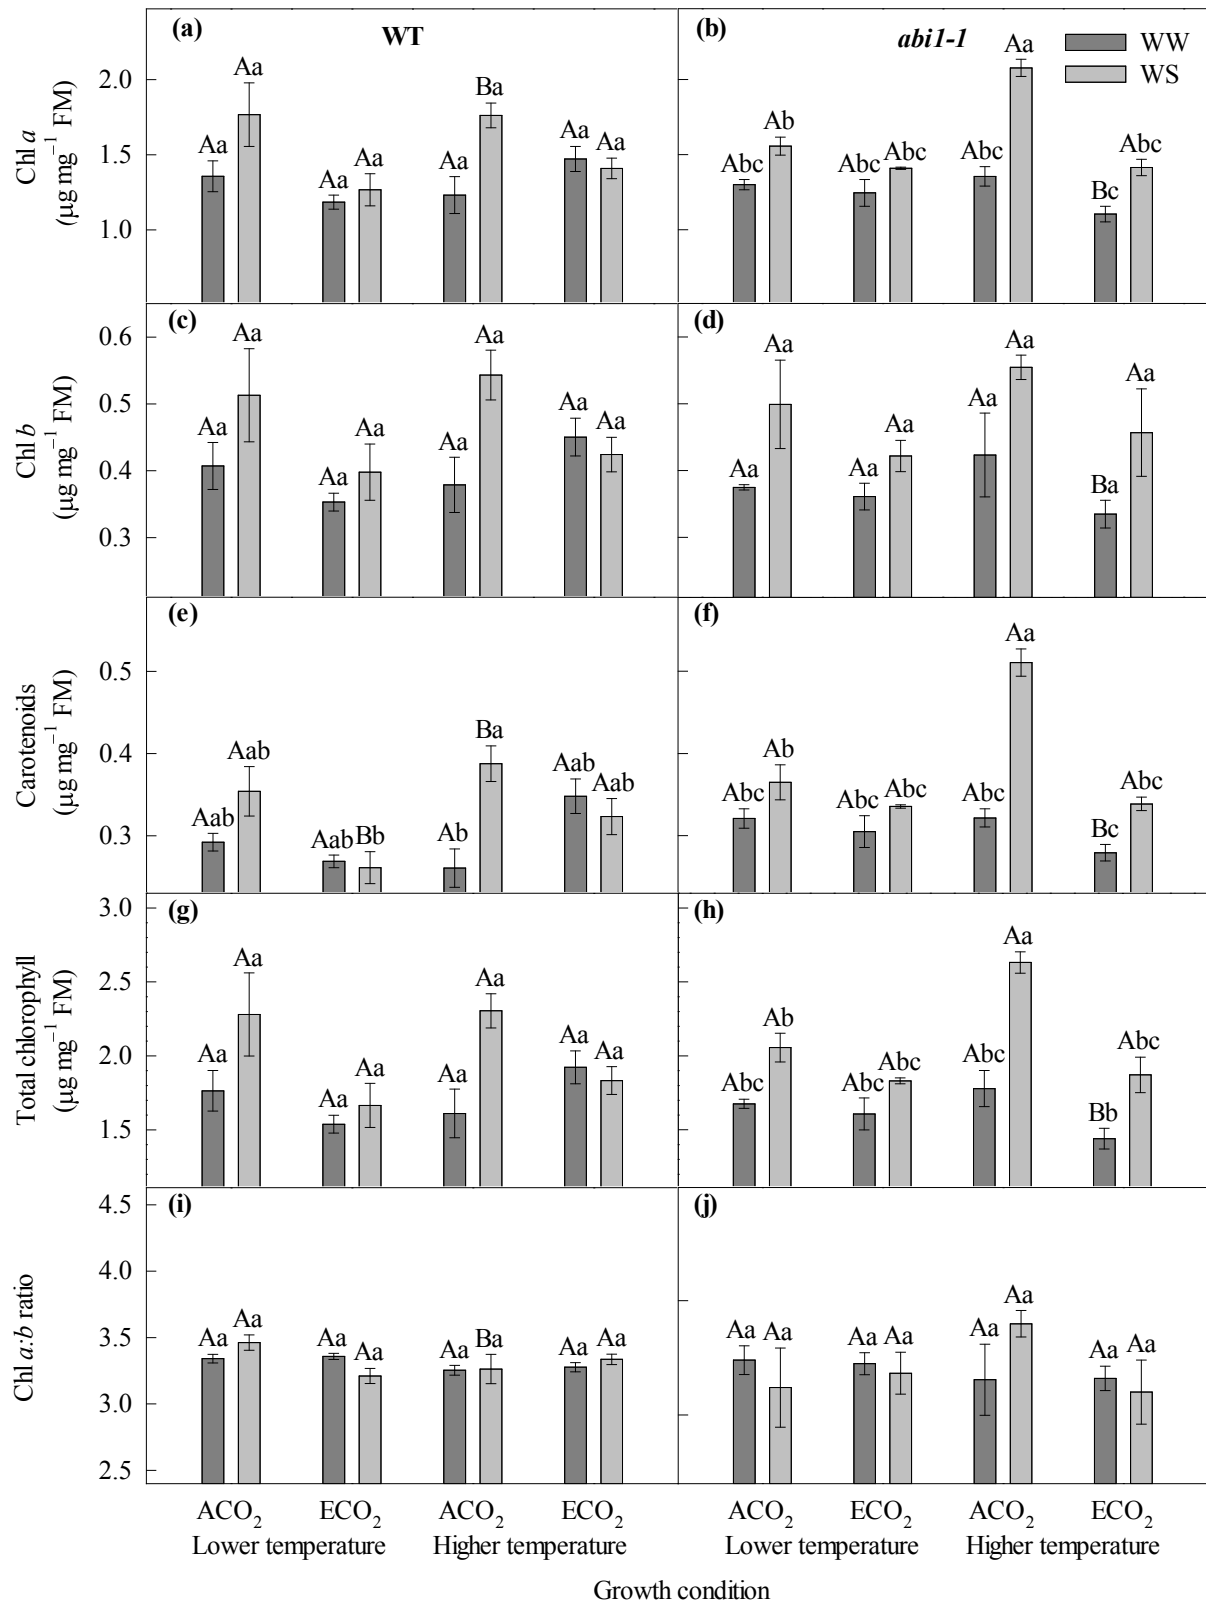 (a) WT
(b) abi1-1
WW
WS
Chl a
(µg mg⁻¹ FM)
2.0
1.5
1.0
Aa Aa Aa Aa Aa Ba Aa Aa
Abc Ab Abc Abc Abc Aa Bc Abc
(c)
(d)
Chl b
(µg mg⁻¹ FM)
0.6
0.5
0.4
0.3
Aa Aa Aa Aa Aa Aa Aa Aa
Aa Aa Aa Aa Aa Aa Ba Aa
(e)
(f)
Carotenoids
(µg mg⁻¹ FM)
0.5
0.4
0.3
Aab Aab Aab Bb Ab Ba Aab Aab
Abc Ab Abc Abc Abc Aa Bc Abc
(g)
(h)
Total chlorophyll
(µg mg⁻¹ FM)
3.0
2.5
2.0
1.5
Aa Aa Aa Aa Aa Aa Aa Aa
Abc Ab Abc Abc Abc Aa Bb Abc
(i)
(j)
Chl a:b ratio
4.5
4.0
3.5
3.0
2.5
Aa Aa Aa Aa Aa Ba Aa Aa
Aa Aa Aa Aa Aa Aa Aa Aa
ACO₂ ECO₂ ACO₂ ECO₂ ACO₂ ECO₂ ACO₂ ECO₂
Lower temperature Higher temperature Lower temperature Higher temperature
Growth condition